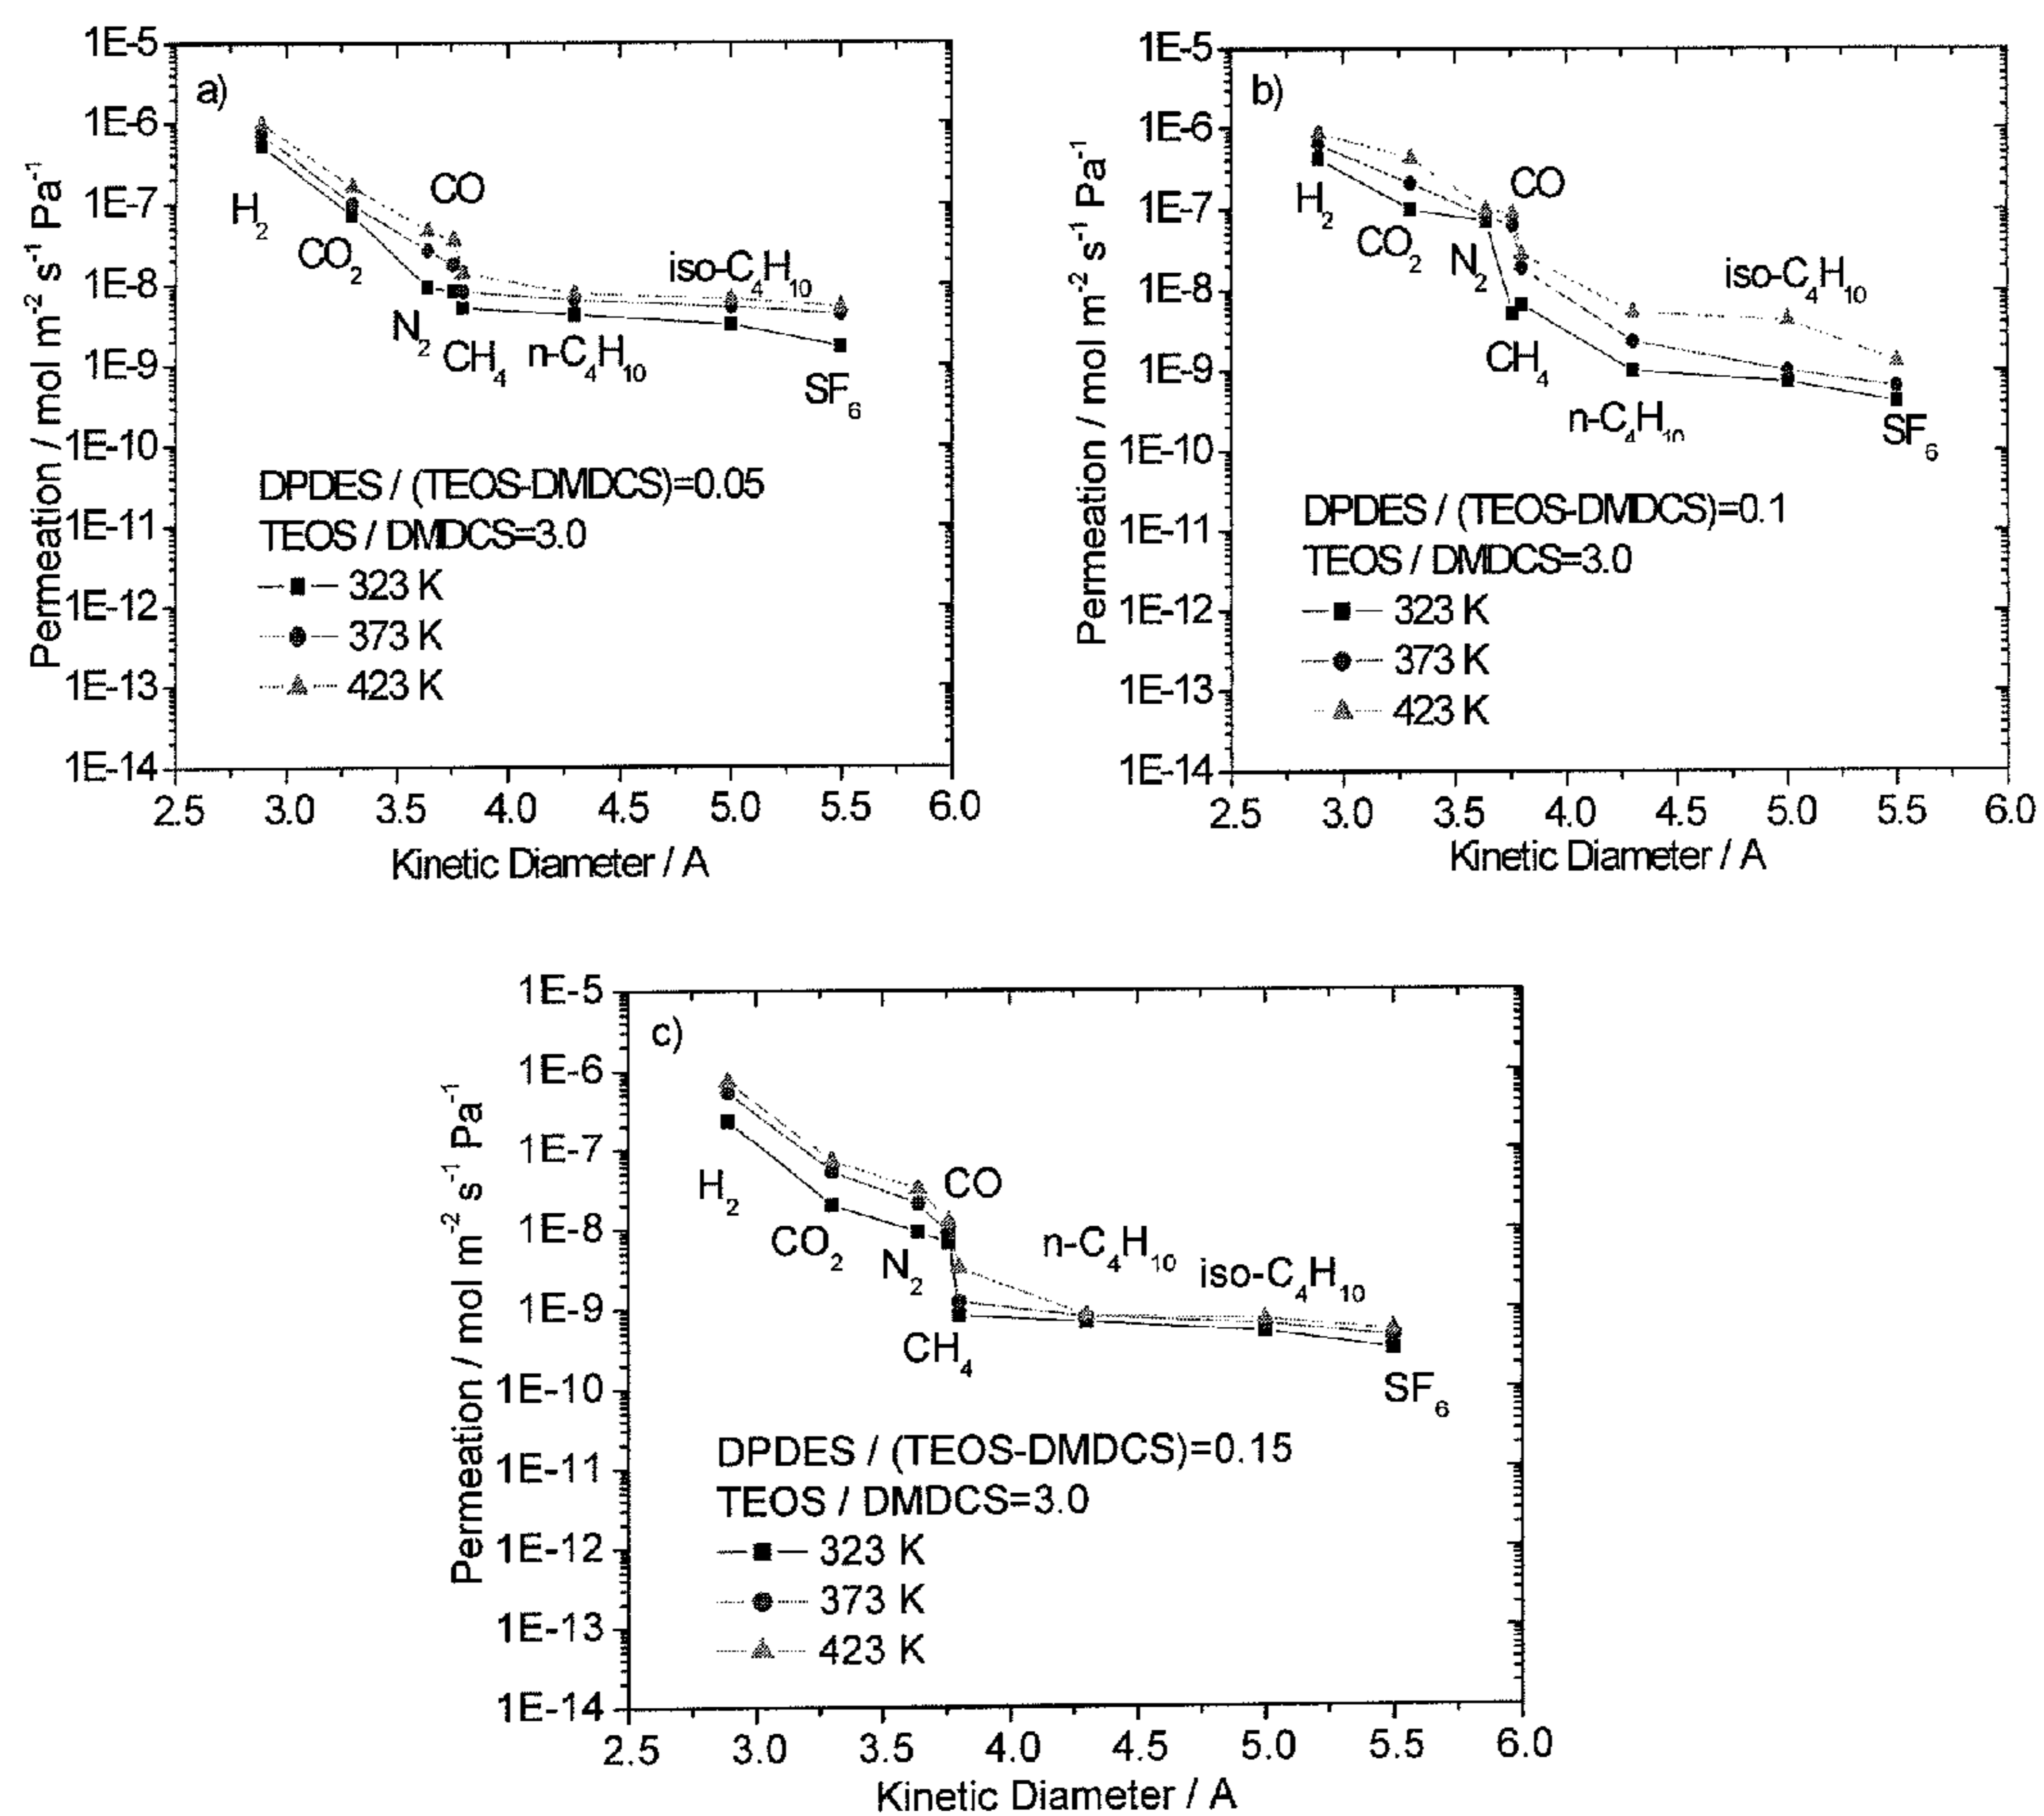 a)
1E-5
1E-6
1E-7
1E-8
1E-9
1E-10
1E-11
1E-12
1E-13
1E-14
Permeation / mol m-2 s-1 Pa-1
H2
CO2
CO
N2
CH4
n-C4H10
iso-C4H10
SF6
DPDES / (TEOS-DMDCS)=0.05
TEOS / DMDCS=3.0
323 K
373 K
423 K
2.5 3.0 3.5 4.0 4.5 5.0 5.5 6.0
Kinetic Diameter / A
b)
1E-5
1E-6
1E-7
1E-8
1E-9
1E-10
1E-11
1E-12
1E-13
1E-14
Permeation / mol m-2 s-1 Pa-1
H2
CO2
CO
N2
CH4
n-C4H10
iso-C4H10
SF6
DPDES / (TEOS-DMDCS)=0.1
TEOS / DMDCS=3.0
323 K
373 K
423 K
2.5 3.0 3.5 4.0 4.5 5.0 5.5 6.0
Kinetic Diameter / A
c)
1E-5
1E-6
1E-7
1E-8
1E-9
1E-10
1E-11
1E-12
1E-13
1E-14
Permeation / mol m-2 s-1 Pa-1
H2
CO2
CO
N2
CH4
n-C4H10
iso-C4H10
SF6
DPDES / (TEOS-DMDCS)=0.15
TEOS / DMDCS=3.0
323 K
373 K
423 K
2.5 3.0 3.5 4.0 4.5 5.0 5.5 6.0
Kinetic Diameter / A